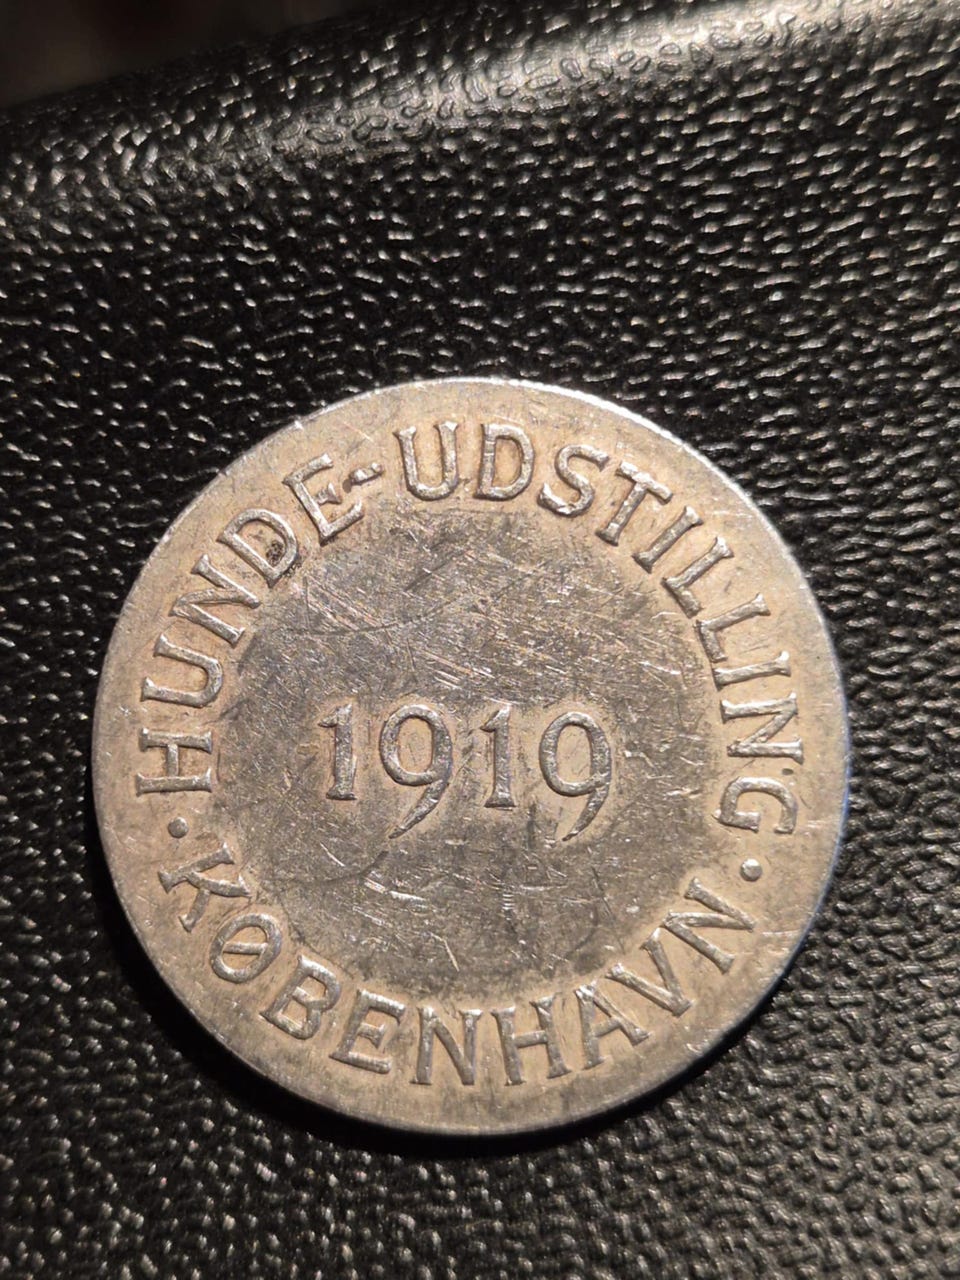 HUNDE-UDSTILLING
1919
· KØBENHAVN ·